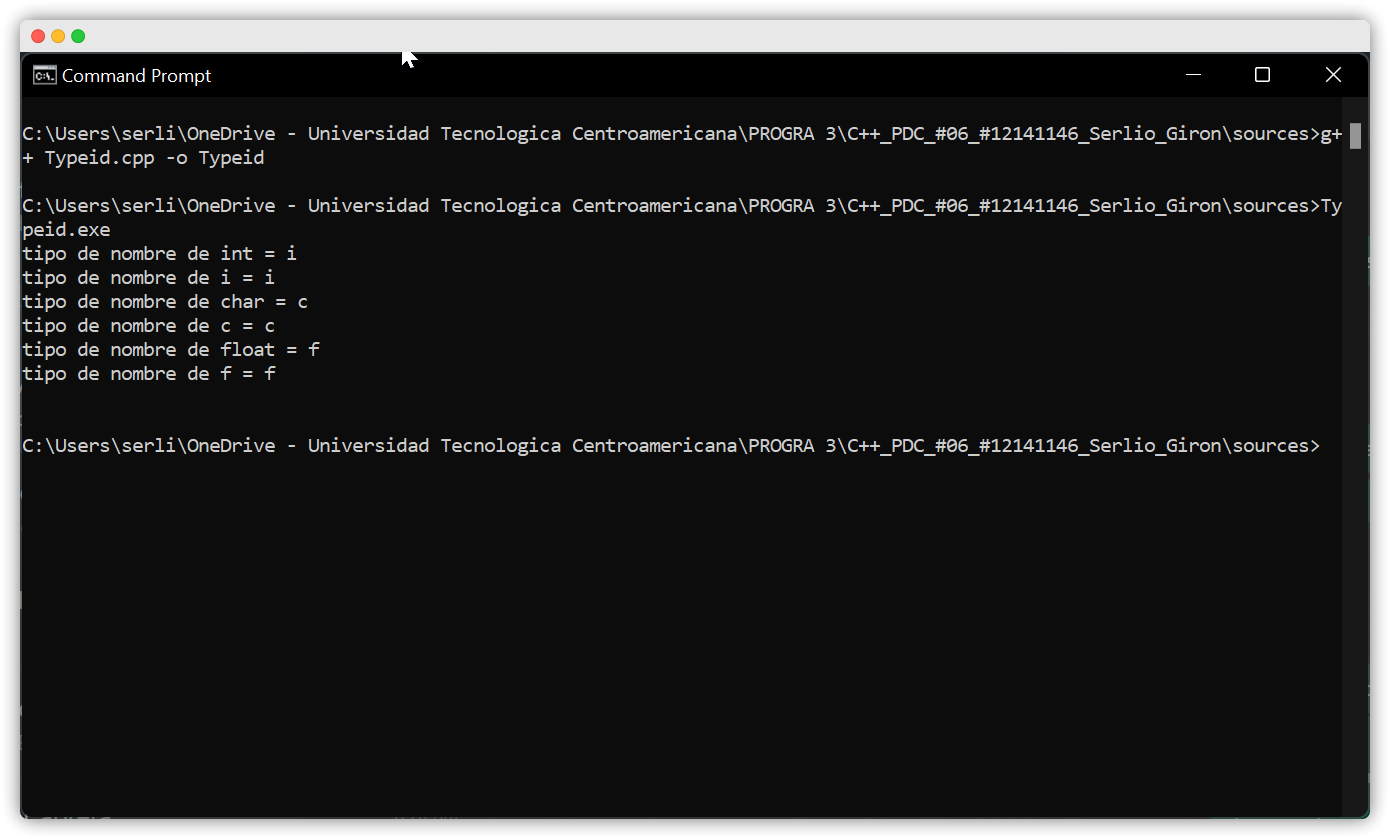 Command Prompt
C:\Users\serli\OneDrive - Universidad Tecnologica Centroamericana\PROGRA 3\C++_PDC_#06_#12141146_Serlio_Giron\sources>g+
+ Typeid.cpp -o Typeid
C:\Users\serli\OneDrive - Universidad Tecnologica Centroamericana\PROGRA 3\C++_PDC_#06_#12141146_Serlio_Giron\sources>Ty
peid.exe
tipo de nombre de int = i
tipo de nombre de i = i
tipo de nombre de char = c
tipo de nombre de c = c
tipo de nombre de float = f
tipo de nombre de f = f
C:\Users\serli\OneDrive - Universidad Tecnologica Centroamericana\PROGRA 3\C++_PDC_#06_#12141146_Serlio_Giron\sources>